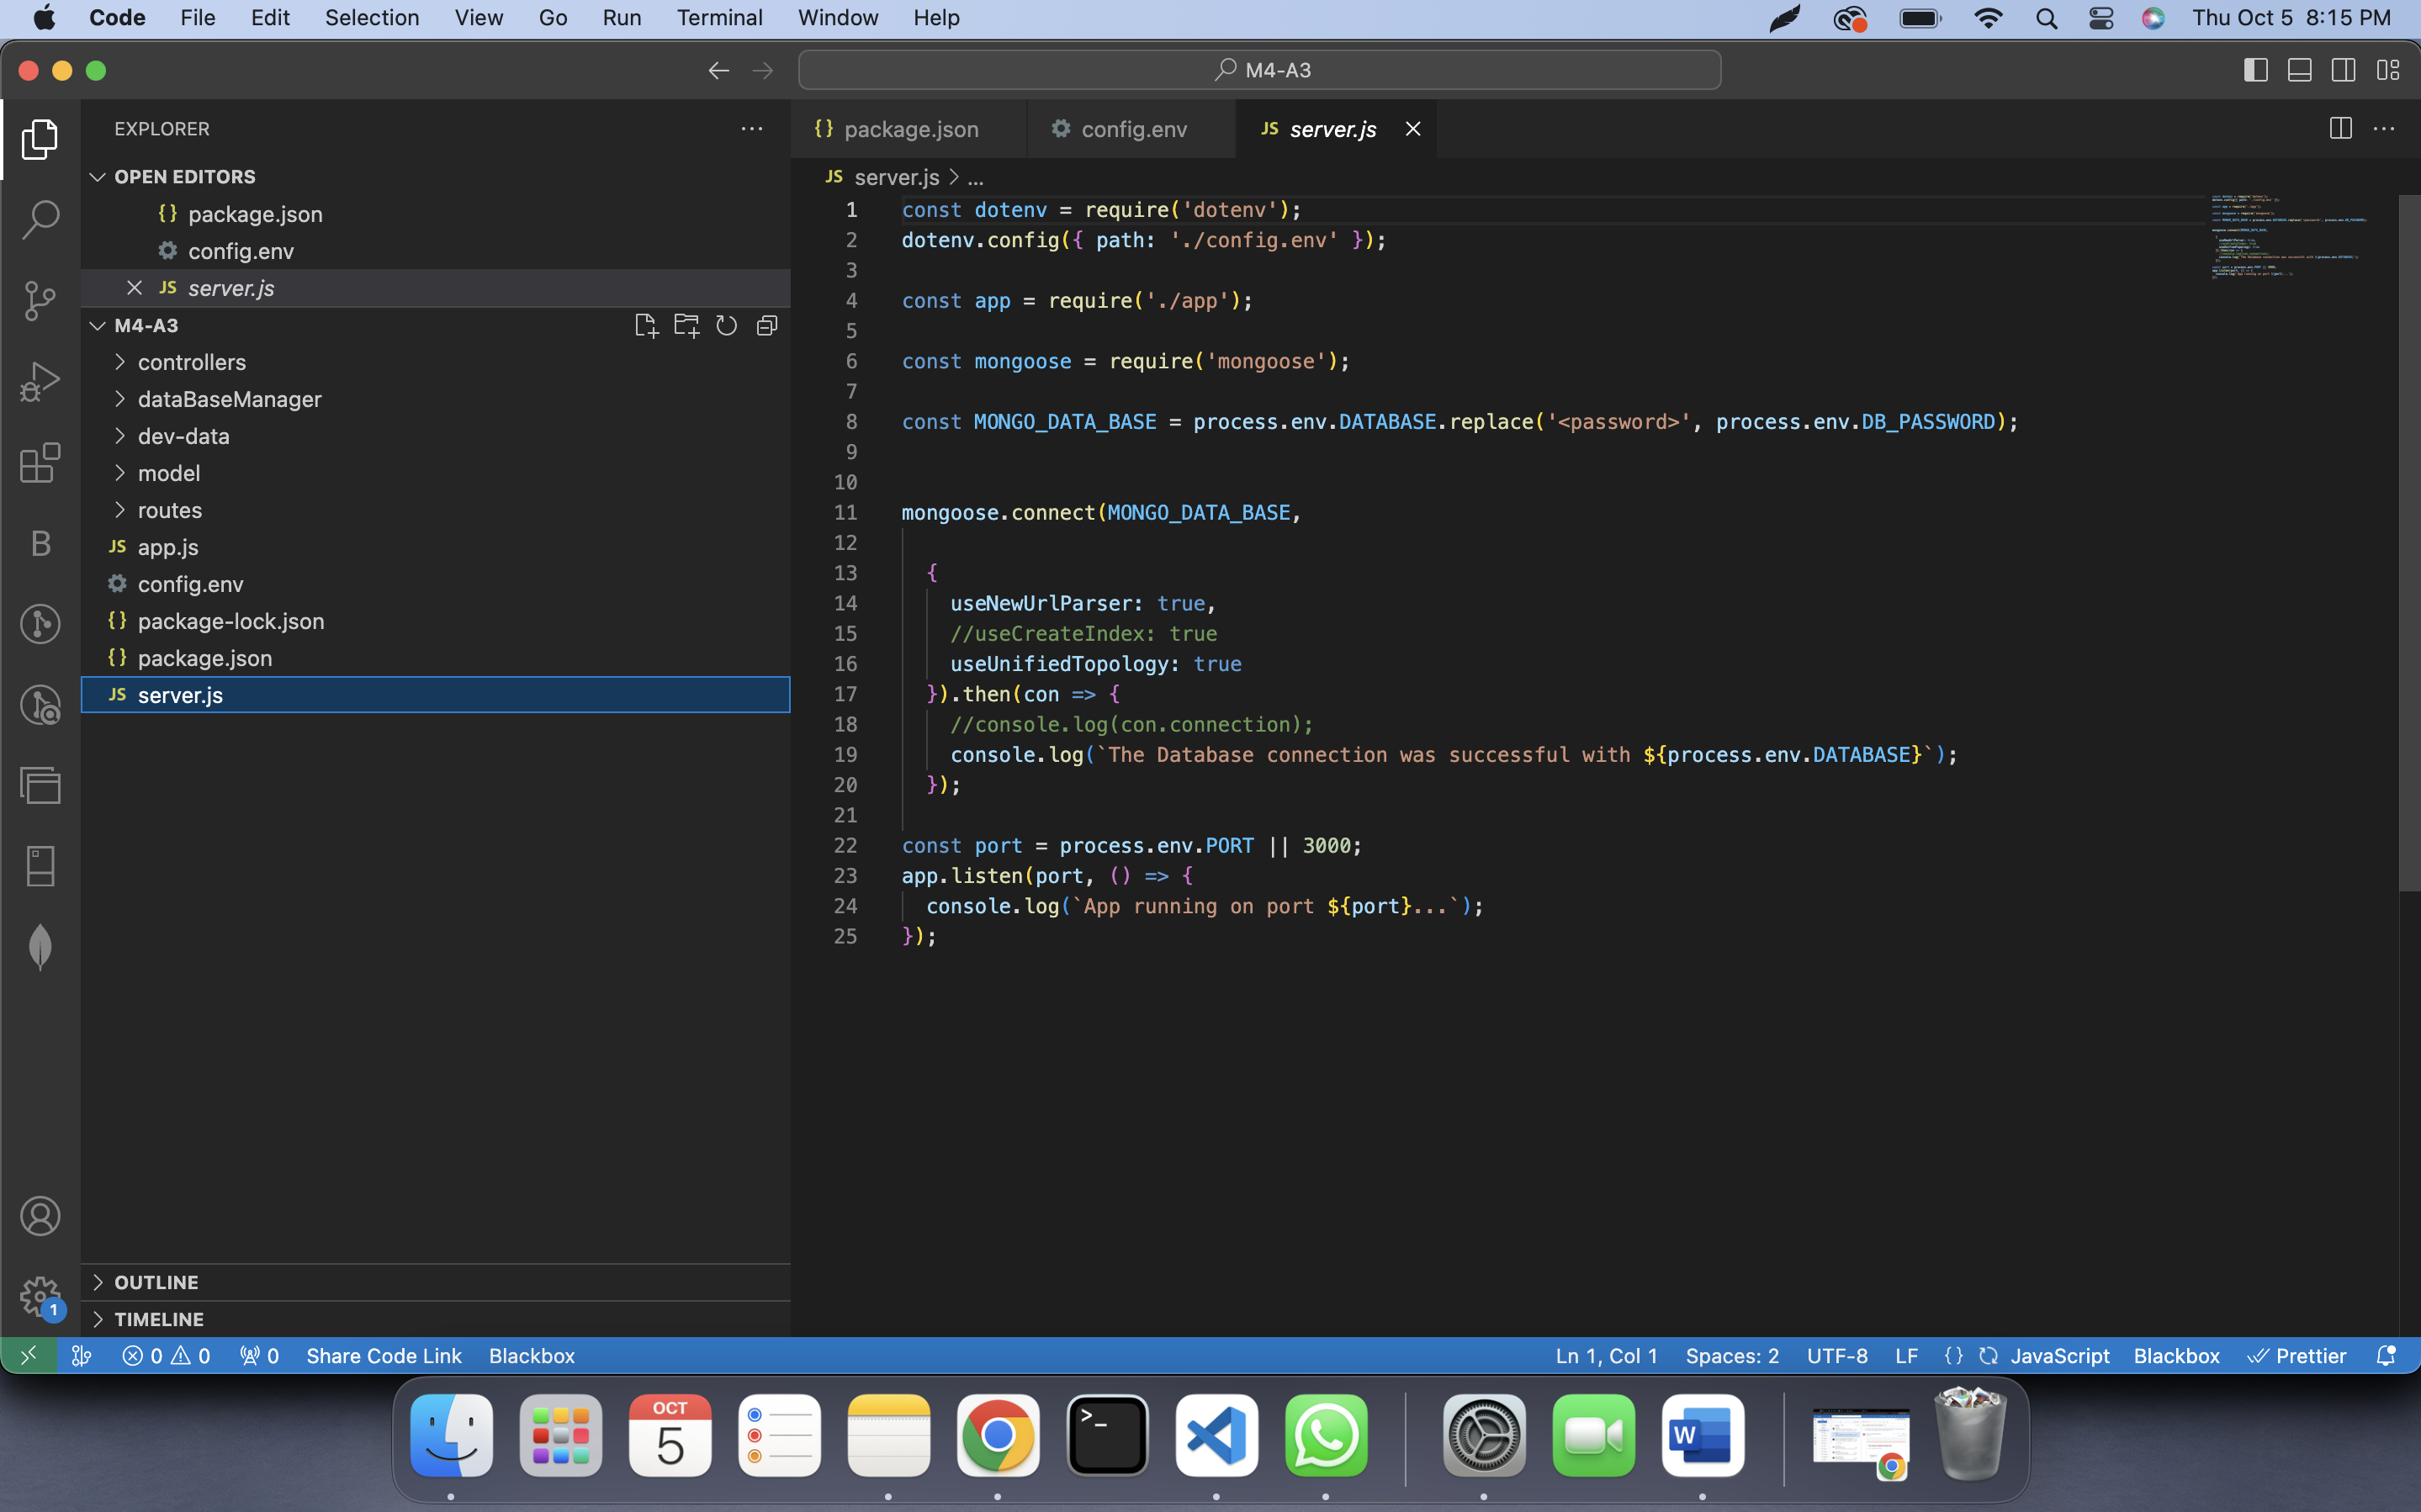 Code File Edit Selection View Go Run Terminal Window Help Thu Oct 5 8:15 PM
M4-A3
EXPLORER
OPEN EDITORS
{} package.json
config.env
JS server.js
M4-A3
controllers
dataBaseManager
dev-data
model
routes
JS app.js
config.env
{} package-lock.json
{} package.json
JS server.js
OUTLINE
TIMELINE
B
1
{} package.json config.env JS server.js
JS server.js > ...
1 const dotenv = require('dotenv');
2 dotenv.config({ path: './config.env' });
3
4 const app = require('./app');
5
6 const mongoose = require('mongoose');
7
8 const MONGO_DATA_BASE = process.env.DATABASE.replace('<password>', process.env.DB_PASSWORD);
9
10
11 mongoose.connect(MONGO_DATA_BASE,
12
13 {
14 useNewUrlParser: true,
15 //useCreateIndex: true
16 useUnifiedTopology: true
17 }).then(con => {
18 //console.log(con.connection);
19 console.log(`The Database connection was successful with ${process.env.DATABASE}`);
20 });
21
22 const port = process.env.PORT || 3000;
23 app.listen(port, () => {
24 console.log(`App running on port ${port}...`);
25 });
0 0 0 Share Code Link Blackbox Ln 1, Col 1 Spaces: 2 UTF-8 LF {} JavaScript Blackbox Prettier
OCT
5
>_
W